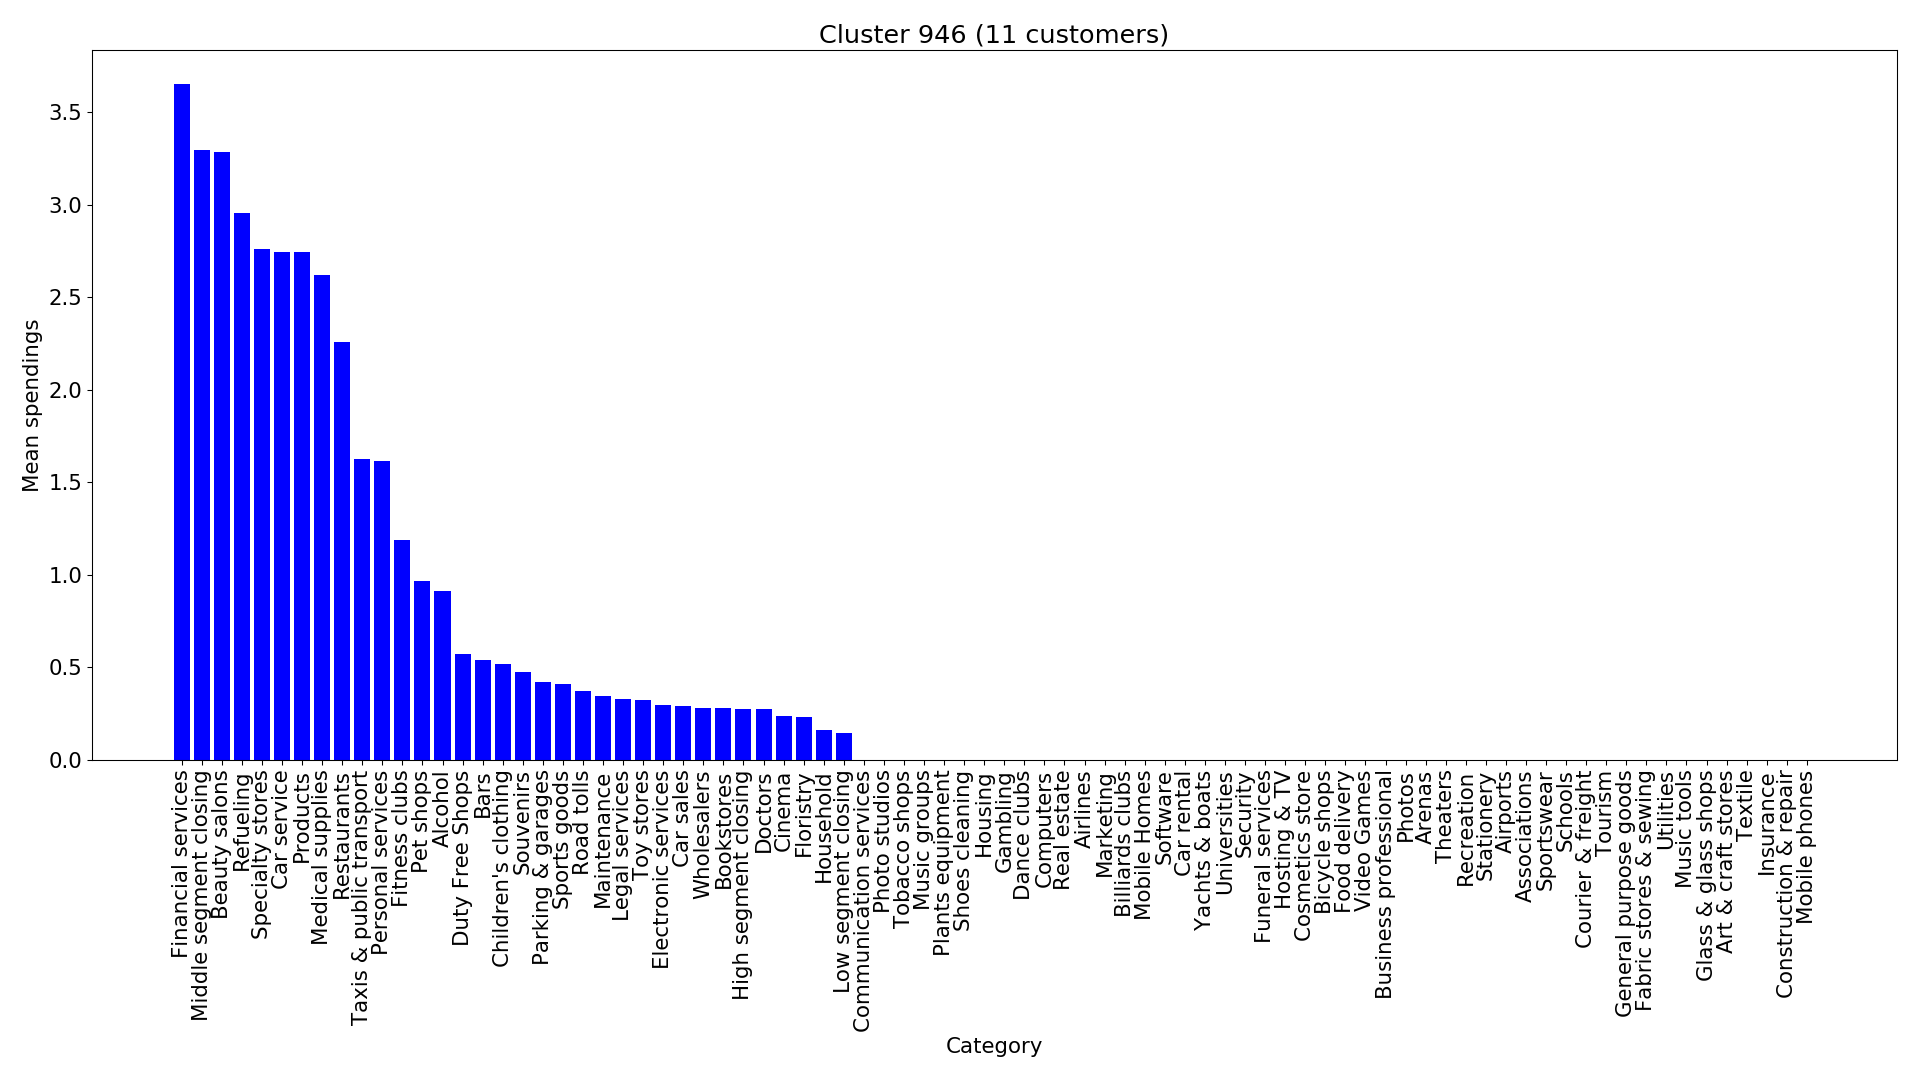 Cluster 946 (11 customers)
Mean spendings
3.5
3.0
2.5
2.0
1.5
1.0
0.5
0.0
Financial services
Middle segment closing
Beauty salons
Refueling
Specialty stores
Car service
Products
Medical supplies
Restaurants
Taxis & public transport
Personal services
Fitness clubs
Pet shops
Alcohol
Duty Free Shops
Bars
Children's clothing
Souvenirs
Parking & garages
Sports goods
Road tolls
Maintenance
Legal services
Toy stores
Electronic services
Car sales
Wholesalers
Bookstores
High segment closing
Doctors
Cinema
Floristry
Household
Low segment closing
Communication services
Photo studios
Tobacco shops
Music groups
Plants equipment
Shoes cleaning
Housing
Gambling
Dance clubs
Computers
Real estate
Airlines
Marketing
Billiards clubs
Mobile Homes
Software
Car rental
Yachts & boats
Universities
Security
Funeral services
Hosting & TV
Cosmetics store
Bicycle shops
Food delivery
Video Games
Business professional
Photos
Arenas
Theaters
Recreation
Stationery
Airports
Associations
Sportswear
Schools
Courier & freight
Tourism
General purpose goods
Fabric stores & sewing
Utilities
Music tools
Glass & glass shops
Art & craft stores
Textile
Insurance
Construction & repair
Mobile phones
Category